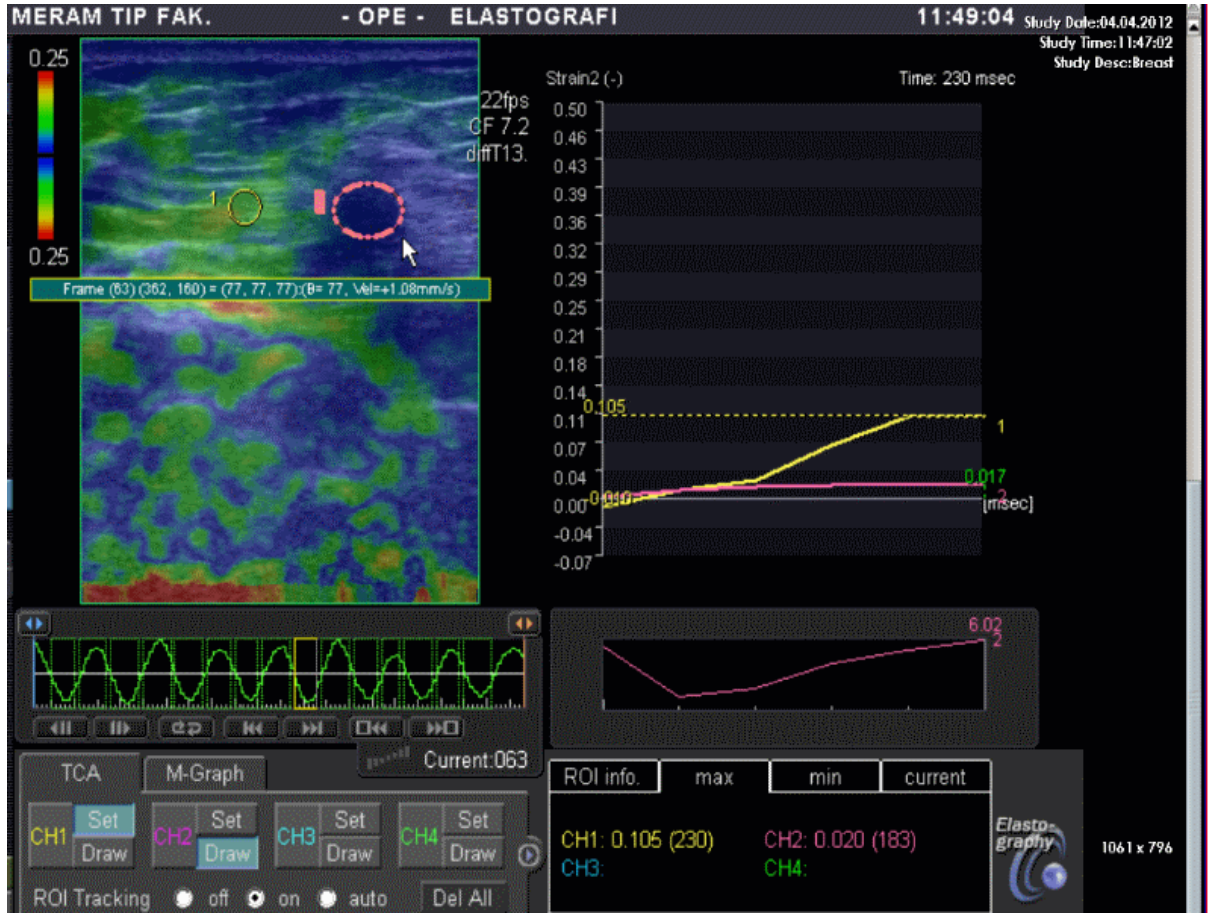 MERAM TIP FAK. - OPE - ELASTOGRAFI 11:49:04
Study Date:04.04.2012
Study Time:11:47:02
Study Desc:Breast
0.25
0.25
22fps
CF 7.2
diffT13.
1
Frame (63) (362, 160) = (77, 77, 77):(B= 77, Vel=+1.08mm/s)
Strain2 (-) Time: 230 msec
0.50
0.46
0.43
0.39
0.36
0.32
0.29
0.25
0.21
0.18
0.14
0.105
0.11
1
0.07
0.04
0.017
0.00
-0.010
2
[msec]
-0.04
-0.07
6.02
2
Current:063
TCA M-Graph
CH1 Set Draw
CH2 Set Draw
CH3 Set Draw
CH4 Set Draw
ROI Tracking off on auto Del All
ROI info. max min current
CH1: 0.105 (230) CH2: 0.020 (183)
CH3: CH4:
Elasto-
graphy
1061 x 796